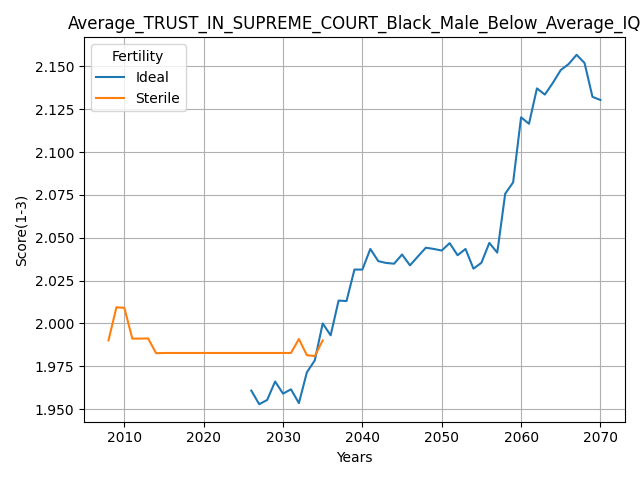 Average_TRUST_IN_SUPREME_COURT_Black_Male_Below_Average_IQ
Fertility
Ideal
Sterile
2.150
2.125
2.100
2.075
2.050
2.025
2.000
1.975
1.950
Score(1-3)
2010 2020 2030 2040 2050 2060 2070
Years